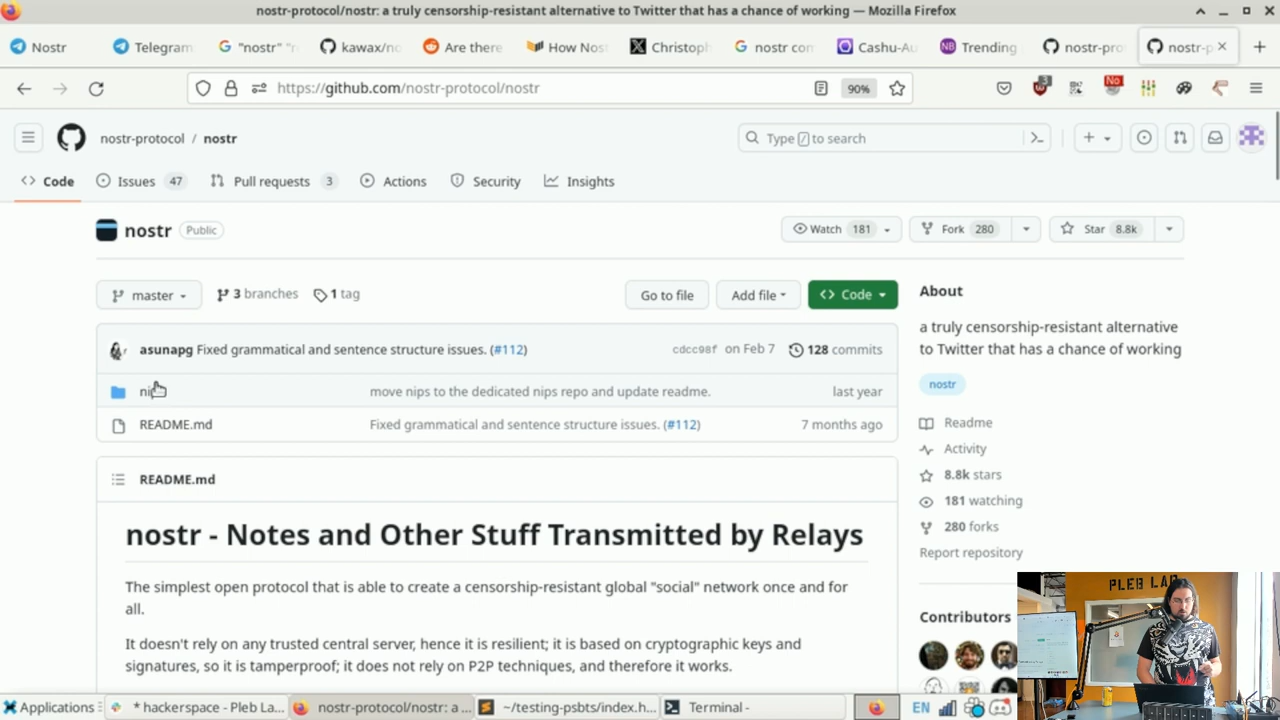 nostr-protocol/nostr: a truly censorship-resistant alternative to Twitter that has a chance of working — Mozilla Firefox
Nostr
Telegram
"nostr" "n
kawax/no
Are there
How Nos
Christoph
nostr con
Cashu-Au
Trending
nostr-pro
nostr-p
https://github.com/nostr-protocol/nostr
90%
3
No
nostr-protocol / nostr
Type / to search
Code
Issues 47
Pull requests 3
Actions
Security
Insights
nostr Public
Watch 181
Fork 280
Star 8.8k
master
3 branches
1 tag
Go to file
Add file
Code
asunapg Fixed grammatical and sentence structure issues. (#112)
cdcc98f on Feb 7
128 commits
ni
move nips to the dedicated nips repo and update readme.
last year
README.md
Fixed grammatical and sentence structure issues. (#112)
7 months ago
README.md
nostr - Notes and Other Stuff Transmitted by Relays
The simplest open protocol that is able to create a censorship-resistant global "social" network once and for
all.
It doesn't rely on any trusted central server, hence it is resilient; it is based on cryptographic keys and
signatures, so it is tamperproof; it does not rely on P2P techniques, and therefore it works.
About
a truly censorship-resistant alternative
to Twitter that has a chance of working
nostr
Readme
Activity
8.8k stars
181 watching
280 forks
Report repository
Contributors
PLEB LAB
Applications
* hackerspace - Pleb La...
nostr-protocol/nostr: a ...
~/testing-psbts/index.h...
Terminal -
EN